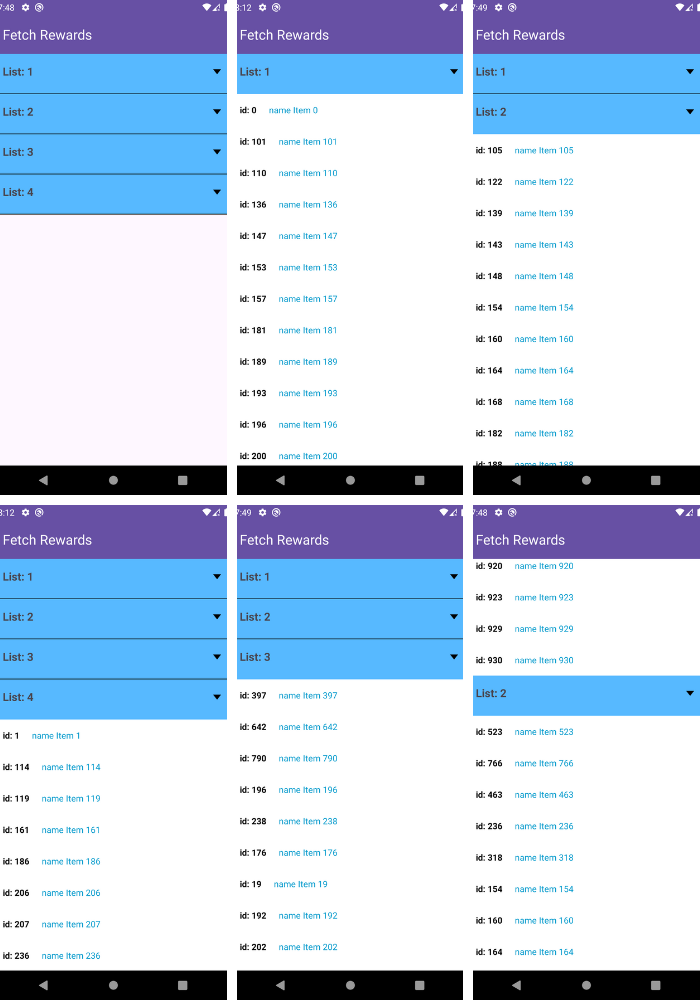 7:48
Fetch Rewards
List: 1
List: 2
List: 3
List: 4
8:12
Fetch Rewards
List: 1
id: 0 name Item 0
id: 101 name Item 101
id: 110 name Item 110
id: 136 name Item 136
id: 147 name Item 147
id: 153 name Item 153
id: 157 name Item 157
id: 181 name Item 181
id: 189 name Item 189
id: 193 name Item 193
id: 196 name Item 196
id: 200 name Item 200
7:49
Fetch Rewards
List: 1
List: 2
id: 105 name Item 105
id: 122 name Item 122
id: 139 name Item 139
id: 143 name Item 143
id: 148 name Item 148
id: 154 name Item 154
id: 160 name Item 160
id: 164 name Item 164
id: 168 name Item 168
id: 182 name Item 182
id: 188 name Item 188
8:12
Fetch Rewards
List: 1
List: 2
List: 3
List: 4
id: 1 name Item 1
id: 114 name Item 114
id: 119 name Item 119
id: 161 name Item 161
id: 186 name Item 186
id: 206 name Item 206
id: 207 name Item 207
id: 236 name Item 236
7:49
Fetch Rewards
List: 1
List: 2
List: 3
id: 397 name Item 397
id: 642 name Item 642
id: 790 name Item 790
id: 196 name Item 196
id: 238 name Item 238
id: 176 name Item 176
id: 19 name Item 19
id: 192 name Item 192
id: 202 name Item 202
7:48
Fetch Rewards
id: 920 name Item 920
id: 923 name Item 923
id: 929 name Item 929
id: 930 name Item 930
List: 2
id: 523 name Item 523
id: 766 name Item 766
id: 463 name Item 463
id: 236 name Item 236
id: 318 name Item 318
id: 154 name Item 154
id: 160 name Item 160
id: 164 name Item 164